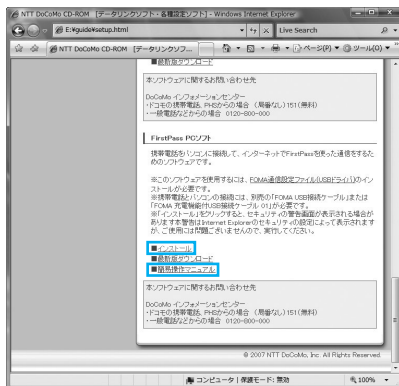 NTT DoCoMo CD-ROM [データリンクソフト・各種設定ソフト] - Windows Internet Explorer
E:¥guide¥setup.html
Live Search
NTT DoCoMo CD-ROM [データリンクソフ...
ページ(P)
ツール(O)
■最新版ダウンロード
本ソフトウェアに関するお問い合わせ先
DoCoMo インフォメーションセンター
・ドコモの携帯電話、PHSからの場合 (局番なし)151(無料)
・一般電話などからの場合 0120-800-000
FirstPass PCソフト
携帯電話をパソコンに接続して、インターネットでFirstPassを使った通信をするた
めのソフトウェアです。
※このソフトウェアを使用するには、FOMA通信設定ファイル(USBドライバ)のイン
ストールが必要です。
※携帯電話とパソコンの接続には、別売の「FOMA USB接続ケーブル」または
「FOMA 充電機能付USB接続ケーブル 01」が必要です。
※「インストール」をクリックすると、セキュリティの警告画面が表示される場合が
あります本警告はInternet Explorerのセキュリティの設定によって表示されます
が、ご使用には問題ございませんので、実行してください。
■インストール
■最新版ダウンロード
■簡易操作マニュアル
本ソフトウェアに関するお問い合わせ先
DoCoMo インフォメーションセンター
・ドコモの携帯電話、PHSからの場合 (局番なし)151(無料)
・一般電話などからの場合 0120-800-000
© 2007 NTT DoCoMo, Inc. All Rights Reserved.
コンピュータ | 保護モード: 無効
100%